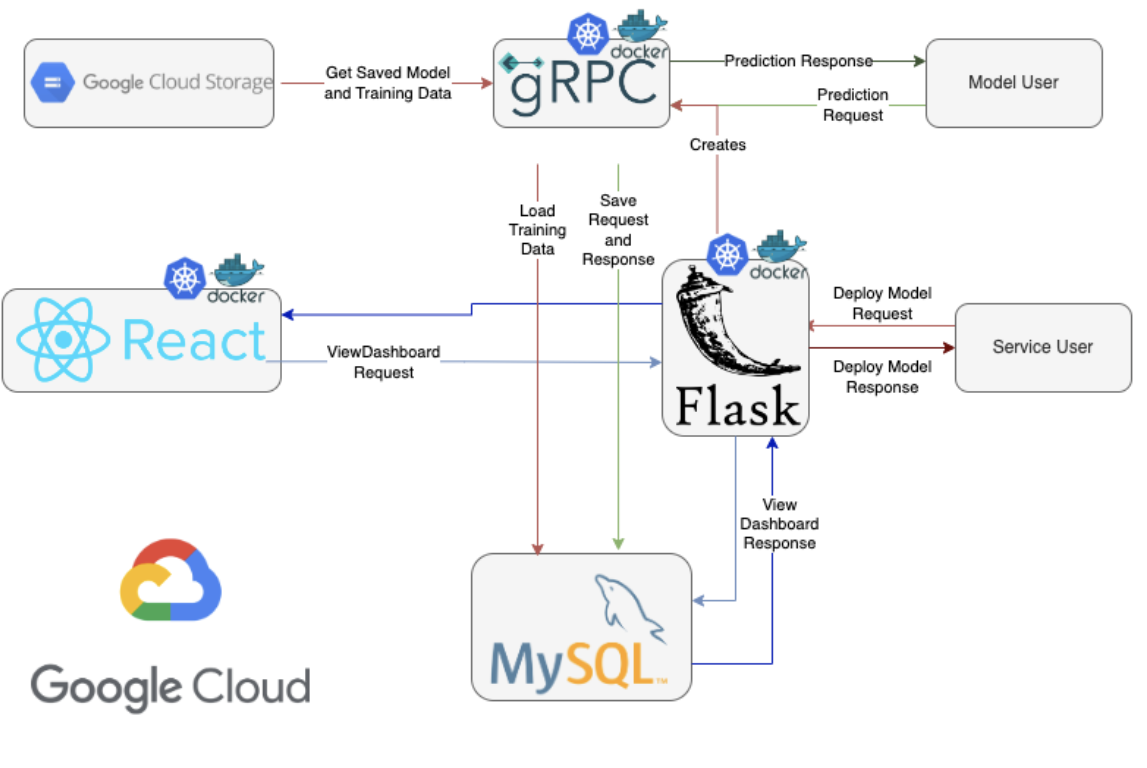 docker
Google Cloud Storage
Get Saved Model
and Training Data
gRPC
Prediction Response
Prediction
Request
Model User
Creates
Load
Training
Data
Save
Request
and
Response
docker
docker
React
ViewDashboard
Request
Flask
Deploy Model
Request
Deploy Model
Response
Service User
View
Dashboard
Response
MySQL™
Google Cloud